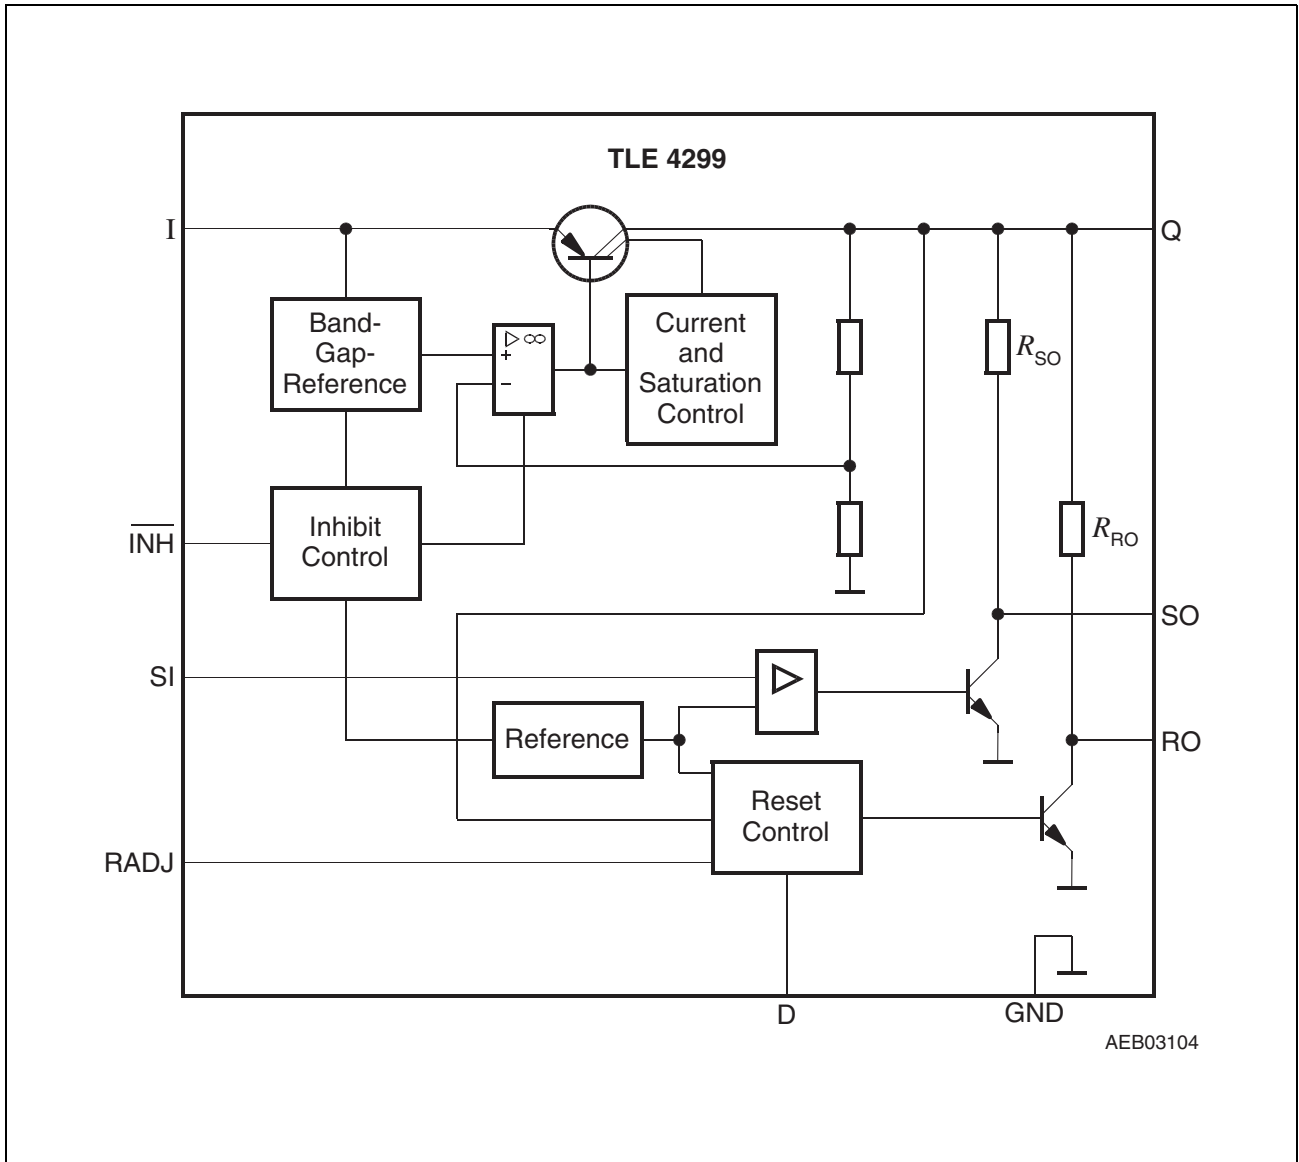 TLE 4299
I
Q
Band-
Gap-
Reference
▷ ∞
+
−
Current
and
Saturation
Control
R_SO
INH
Inhibit
Control
R_RO
SO
SI
Reference
RO
Reset
Control
RADJ
D
GND
AEB03104